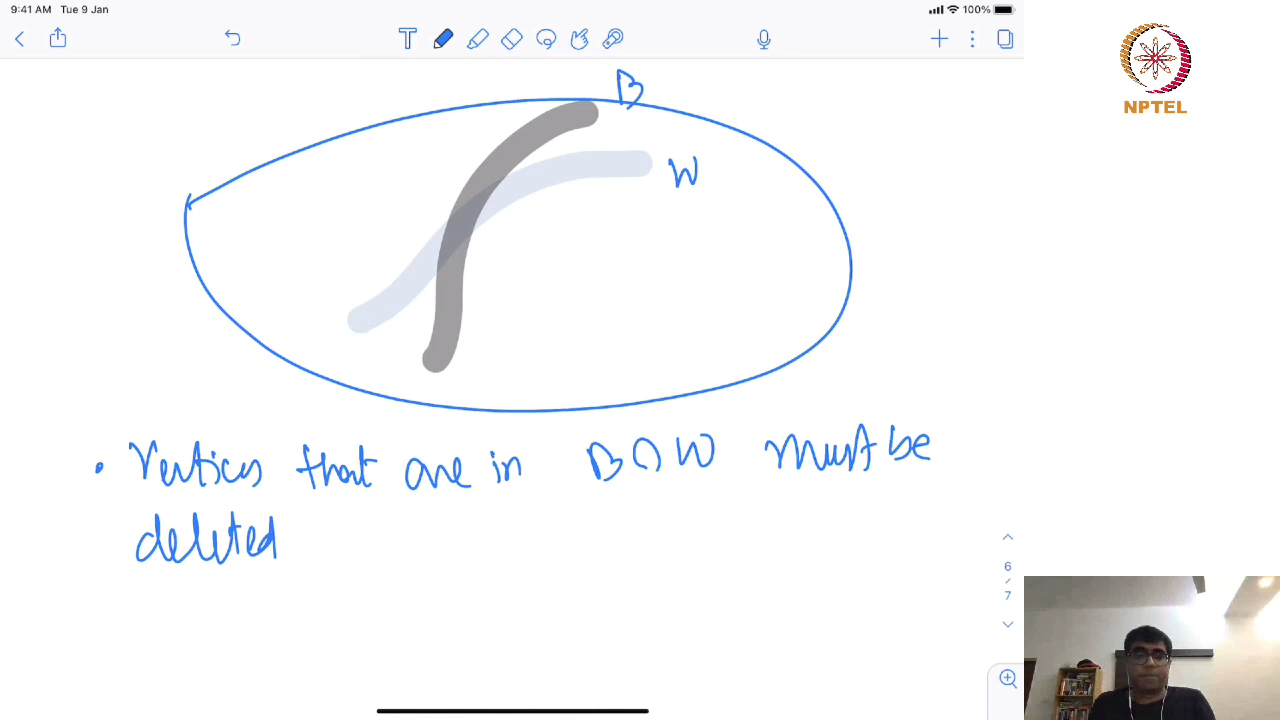 9:41 AM Tue 9 Jan
100%
T
NPTEL
B
W
• Vertices that are in B ∩ W must be
deleted
6
/
7